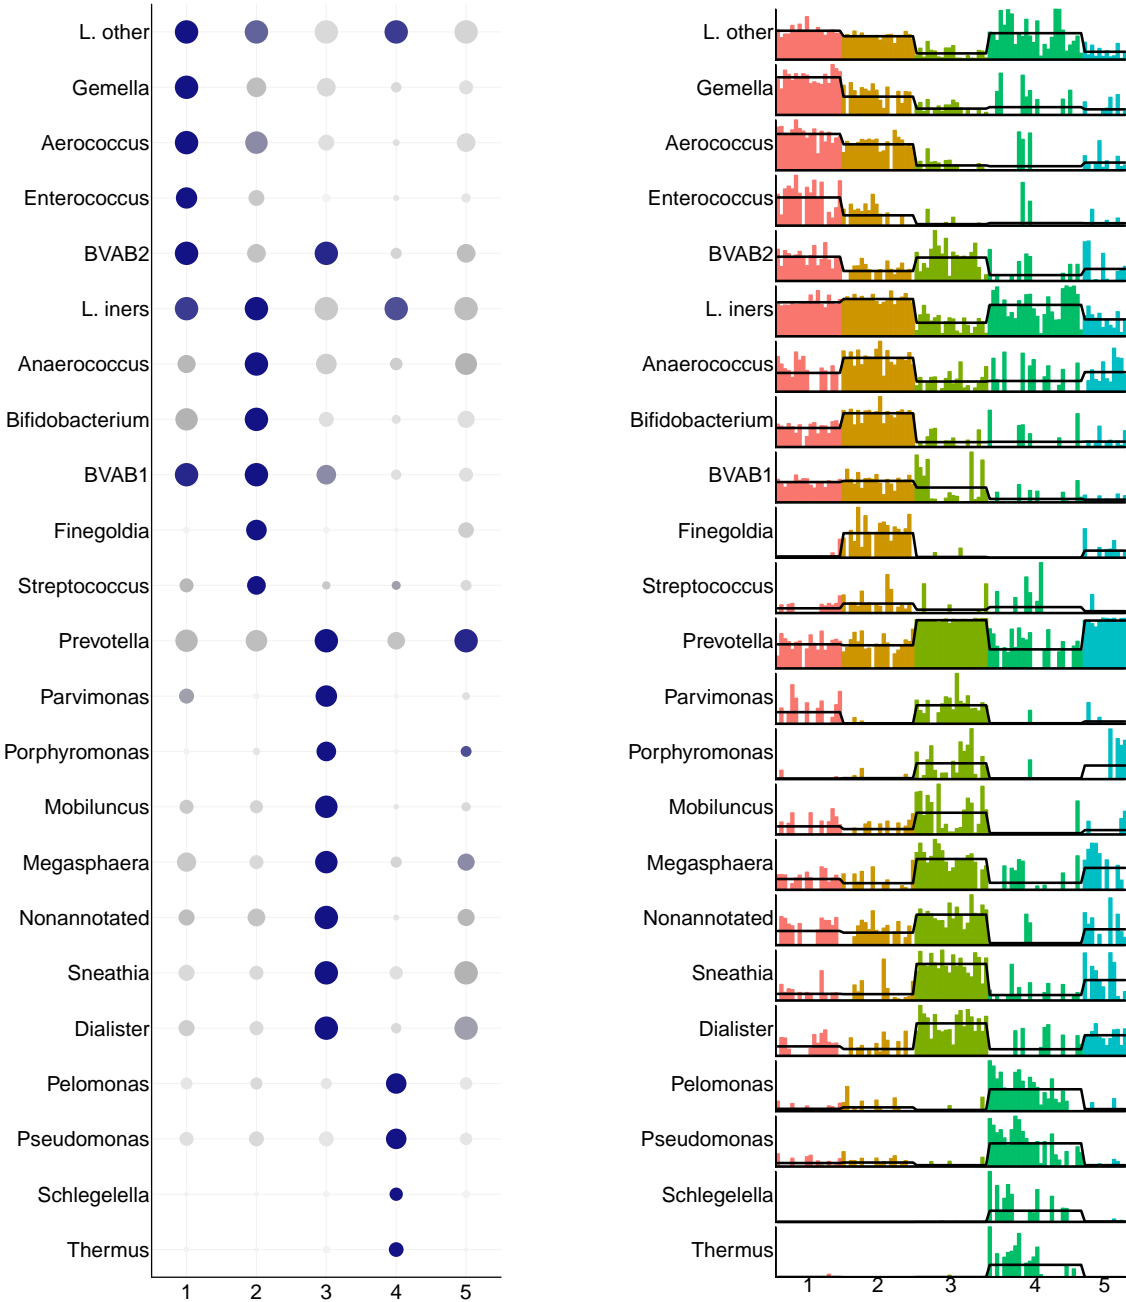 L. other
Gemella
Aerococcus
Enterococcus
BVAB2
L. iners
Anaerococcus
Bifidobacterium
BVAB1
Finegoldia
Streptococcus
Prevotella
Parvimonas
Porphyromonas
Mobiluncus
Megasphaera
Nonannotated
Sneathia
Dialister
Pelomonas
Pseudomonas
Schlegelella
Thermus
1 2 3 4 5
L. other
Gemella
Aerococcus
Enterococcus
BVAB2
L. iners
Anaerococcus
Bifidobacterium
BVAB1
Finegoldia
Streptococcus
Prevotella
Parvimonas
Porphyromonas
Mobiluncus
Megasphaera
Nonannotated
Sneathia
Dialister
Pelomonas
Pseudomonas
Schlegelella
Thermus
1 2 3 4 5